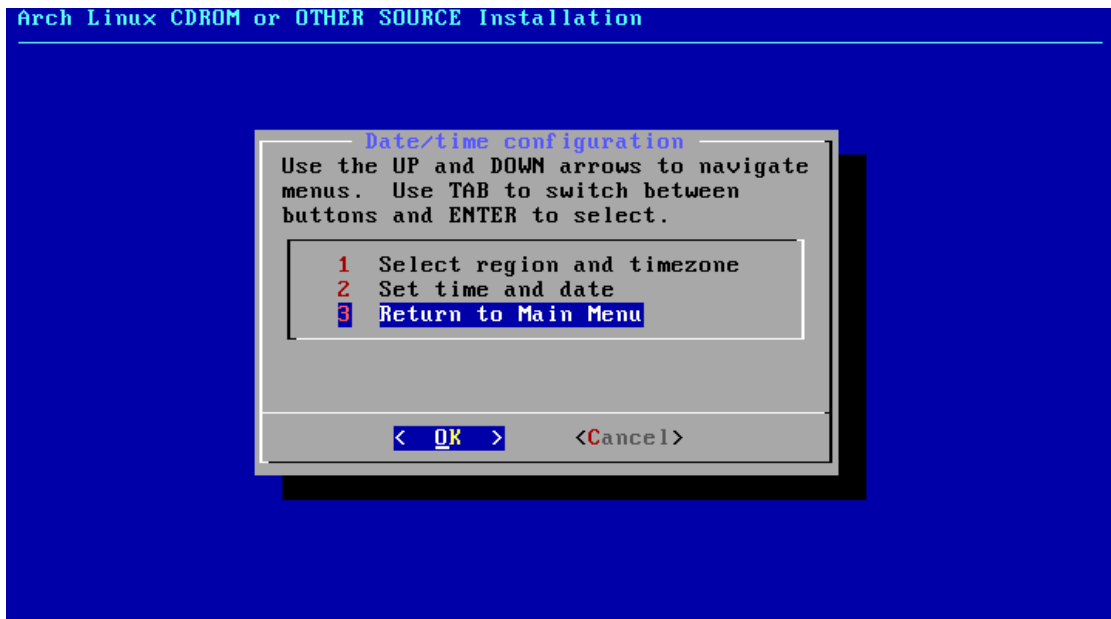 Arch Linux CDROM or OTHER SOURCE Installation
Date/time configuration
Use the UP and DOWN arrows to navigate
menus.  Use TAB to switch between
buttons and ENTER to select.
1  Select region and timezone
2  Set time and date
3  Return to Main Menu
<  OK  >     <Cancel>